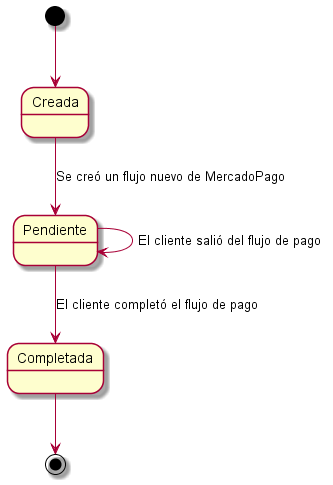 Creada
Se creó un flujo nuevo de MercadoPago
Pendiente
El cliente salió del flujo de pago
El cliente completó el flujo de pago
Completada